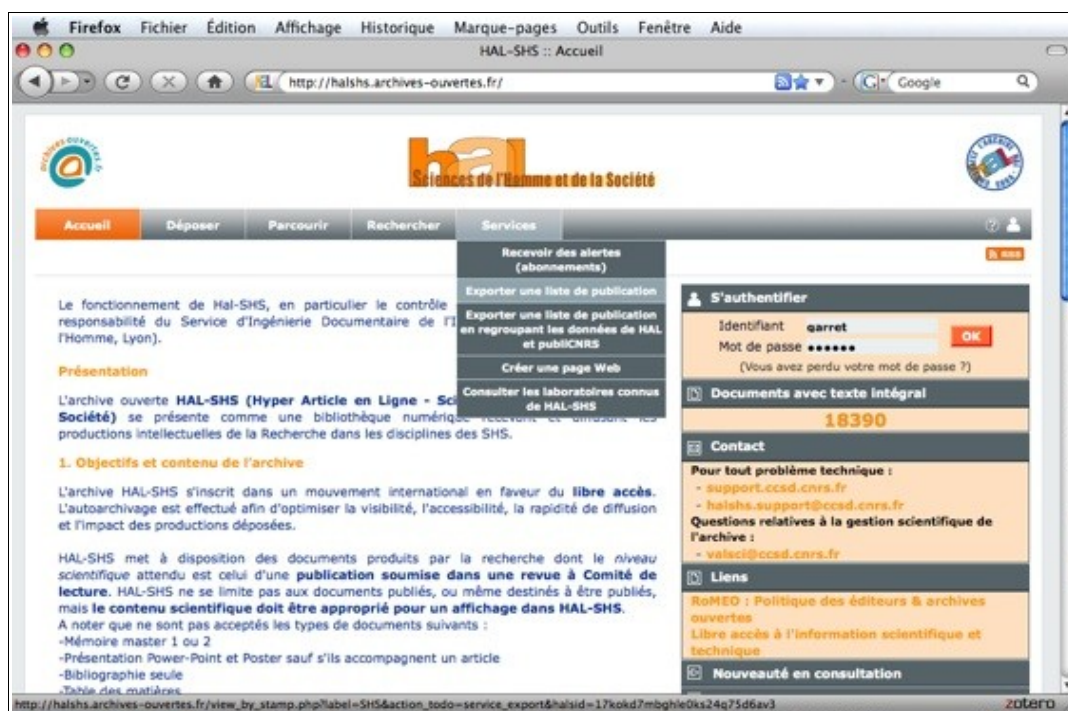 Firefox Fichier Édition Affichage Historique Marque-pages Outils Fenêtre Aide
HAL-SHS :: Accueil
http://halshs.archives-ouvertes.fr/
Google
archives-ouvertes.fr
hal
Sciences de l'Homme et de la Société
Accueil Déposer Parcourir Rechercher Services
RSS
Recevoir des alertes
(abonnements)
Exporter une liste de publication
Exporter une liste de publication
en regroupant les données de HAL
et publiCNRS
Créer une page Web
Consulter les laboratoires connus
de HAL-SHS
Le fonctionnement de Hal-SHS, en particulier le contrôle
responsabilité du Service d'Ingénierie Documentaire de l'I
l'Homme, Lyon).
Présentation
L'archive ouverte HAL-SHS (Hyper Article en Ligne - Sci
Société) se présente comme une bibliothèque numérique recevant et diffusant les
productions intellectuelles de la Recherche dans les disciplines des SHS.
1. Objectifs et contenu de l'archive
L'archive HAL-SHS s'inscrit dans un mouvement international en faveur du libre accès.
L'autoarchivage est effectué afin d'optimiser la visibilité, l'accessibilité, la rapidité de diffusion
et l'impact des productions déposées.
HAL-SHS met à disposition des documents produits par la recherche dont le niveau
scientifique attendu est celui d'une publication soumise dans une revue à Comité de
lecture. HAL-SHS ne se limite pas aux documents publiés, ou même destinés à être publiés,
mais le contenu scientifique doit être approprié pour un affichage dans HAL-SHS.
A noter que ne sont pas acceptés les types de documents suivants :
-Mémoire master 1 ou 2
-Présentation Power-Point et Poster sauf s'ils accompagnent un article
-Bibliographie seule
-Table des matières
S'authentifier
Identifiant garret
Mot de passe ••••••
OK
(Vous avez perdu votre mot de passe ?)
Documents avec texte intégral
18390
Contact
Pour tout problème technique :
- support.ccsd.cnrs.fr
- halshs.support@ccsd.cnrs.fr
Questions relatives à la gestion scientifique de
l'archive :
- valsci@ccsd.cnrs.fr
Liens
RoMEO : Politique des éditeurs & archives
ouvertes
Libre accès à l'information scientifique et
technique
Nouveauté en consultation
http://halshs.archives-ouvertes.fr/view_by_stamp.php?label=SHS&action_todo=service_export&halsid=17kokd7mbghle0ks24q75d6av3
zotero